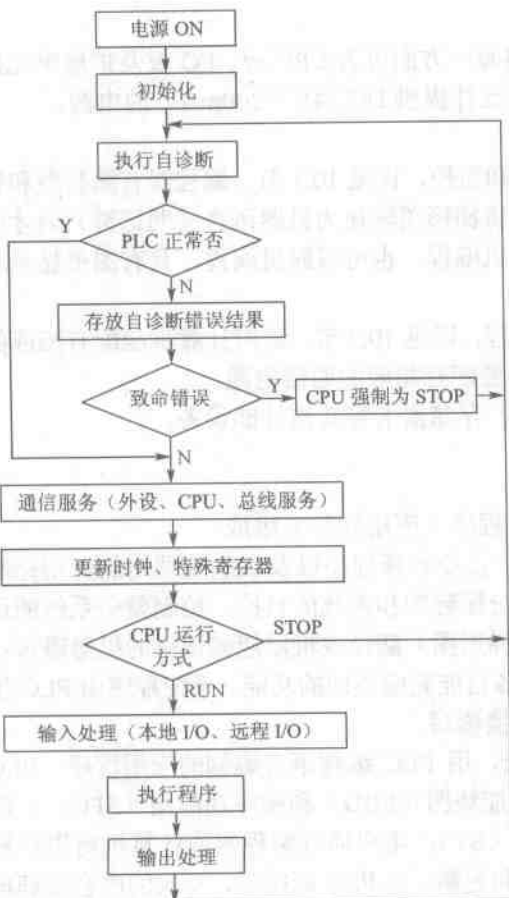 电源 ON
初始化
执行自诊断
Y
PLC 正常否
N
存放自诊断错误结果
致命错误
Y
CPU 强制为 STOP
N
通信服务（外设、CPU、总线服务）
更新时钟、特殊寄存器
CPU 运行
方式
STOP
RUN
输入处理（本地 I/O、远程 I/O）
执行程序
输出处理